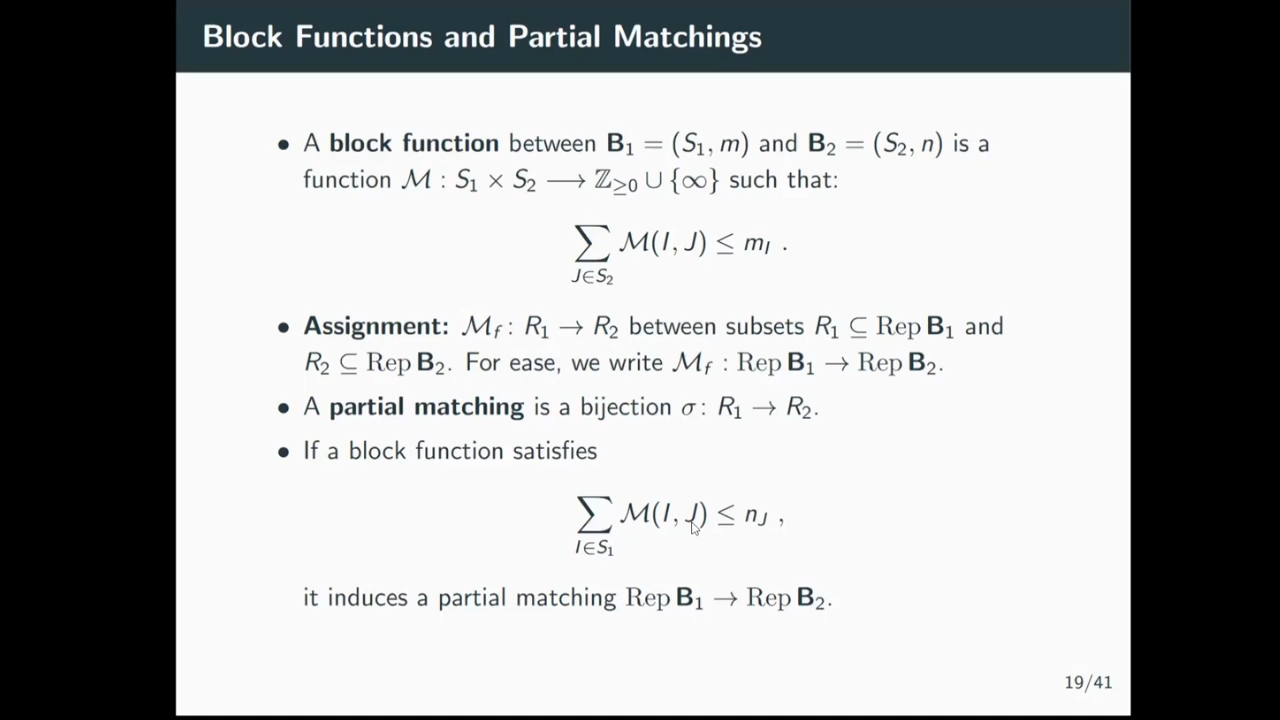 Block Functions and Partial Matchings
• A block function between B₁ = (S₁, m) and B₂ = (S₂, n) is a
function ℳ : S₁ × S₂ ⟶ ℤ≥0 ∪ {∞} such that:
∑_{J∈S₂} ℳ(I, J) ≤ m_I .
• Assignment: ℳ_f : R₁ → R₂ between subsets R₁ ⊆ Rep B₁ and
R₂ ⊆ Rep B₂. For ease, we write ℳ_f : Rep B₁ → Rep B₂.
• A partial matching is a bijection σ : R₁ → R₂.
• If a block function satisfies
∑_{I∈S₁} ℳ(I, J) ≤ n_J ,
it induces a partial matching Rep B₁ → Rep B₂.
19/41